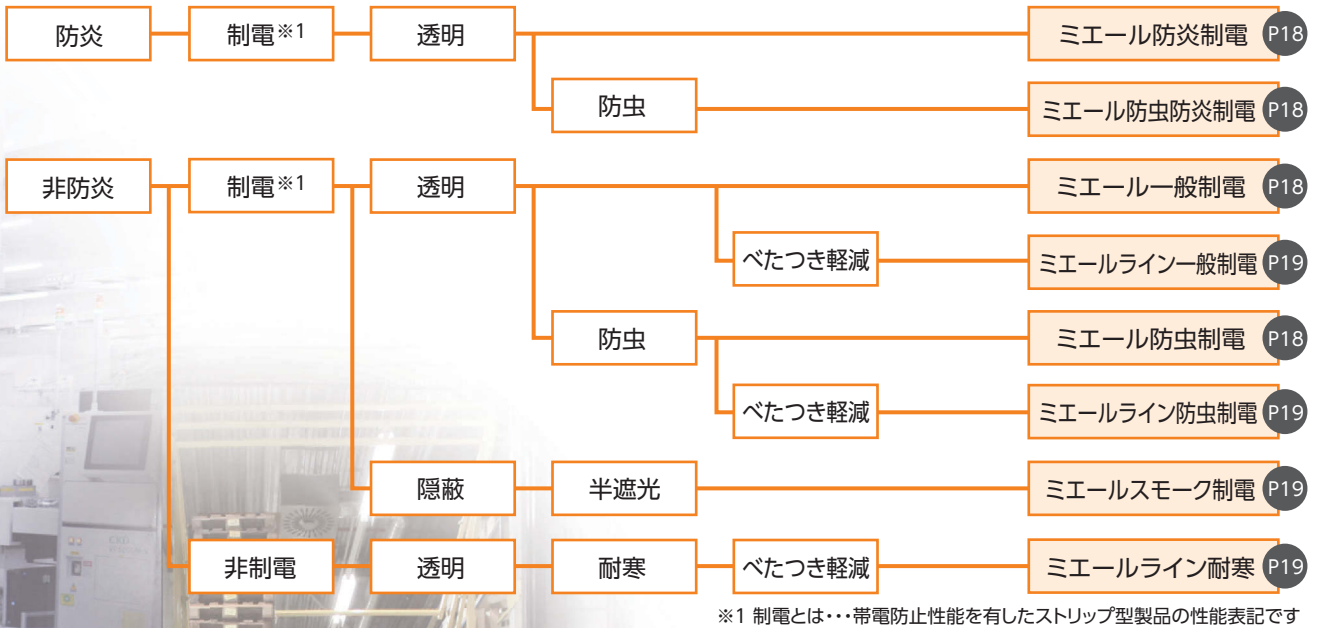 防炎 制電※1 透明 ミエール防炎制電 P18
防虫 ミエール防虫防炎制電 P18
非防炎 制電※1 透明 ミエール一般制電 P18
べたつき軽減 ミエールライン一般制電 P19
防虫 ミエール防虫制電 P18
べたつき軽減 ミエールライン防虫制電 P19
隠蔽 半遮光 ミエールスモーク制電 P19
非制電 透明 耐寒 べたつき軽減 ミエールライン耐寒 P19
※1 制電とは･･･帯電防止性能を有したストリップ型製品の性能表記です